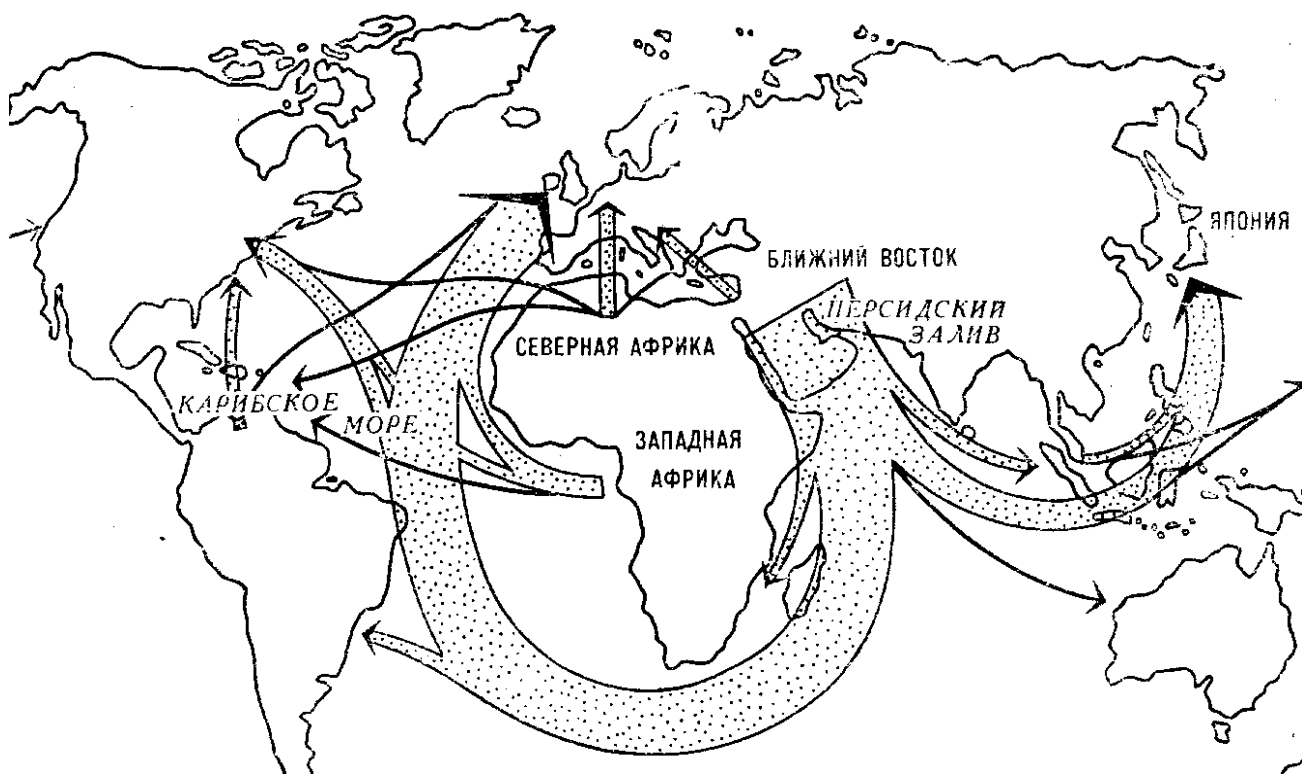 ЯПОНИЯ
БЛИЖНИЙ ВОСТОК
ПЕРСИДСКИЙ
ЗАЛИВ
СЕВЕРНАЯ АФРИКА
КАРИБСКОЕ
МОРЕ
ЗАПАДНАЯ
АФРИКА